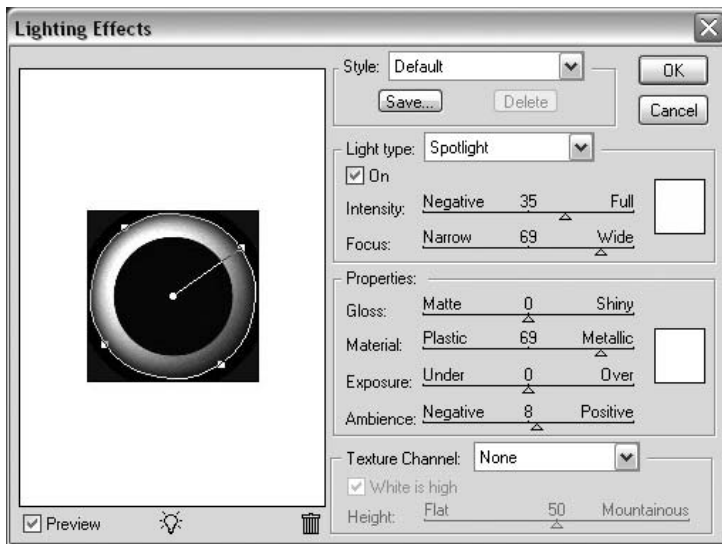 Lighting Effects
Style: Default
OK
Save... Delete
Cancel
Light type: Spotlight
On
Intensity: Negative 35 Full
Focus: Narrow 69 Wide
Properties:
Gloss: Matte 0 Shiny
Material: Plastic 69 Metallic
Exposure: Under 0 Over
Ambience: Negative 8 Positive
Texture Channel: None
White is high
Height: Flat 50 Mountainous
Preview